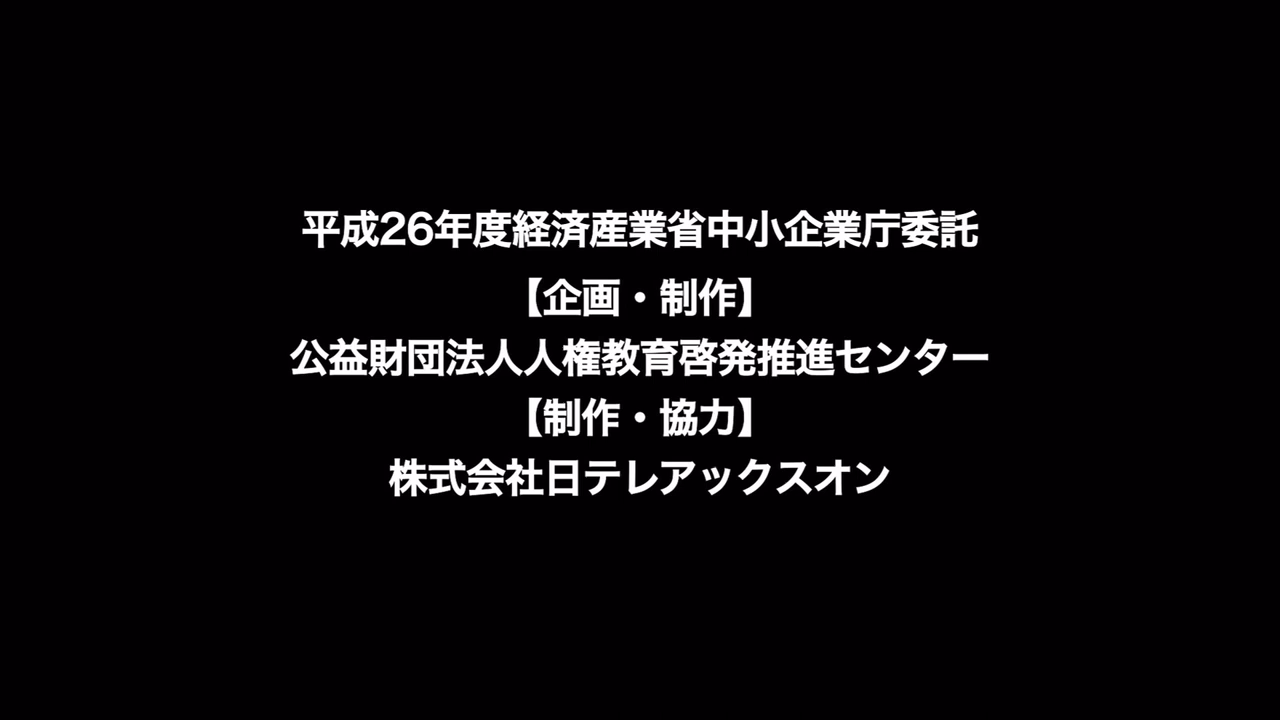 平成26年度経済産業省中小企業庁委託
【企画・制作】
公益財団法人人権教育啓発推進センター
【制作・協力】
株式会社日テレアックスオン